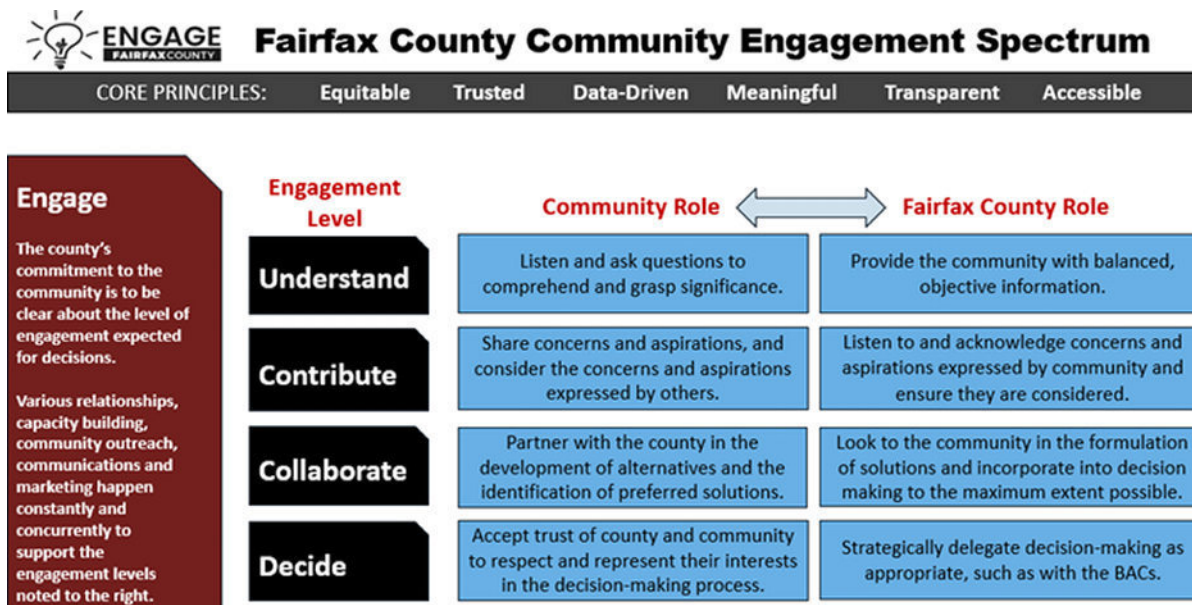 ENGAGE
FAIRFAXCOUNTY
Fairfax County Community Engagement Spectrum
CORE PRINCIPLES: Equitable Trusted Data-Driven Meaningful Transparent Accessible
Engage
The county's
commitment to the
community is to be
clear about the level of
engagement expected
for decisions.
Various relationships,
capacity building,
community outreach,
communications and
marketing happen
constantly and
concurrently to
support the
engagement levels
noted to the right.
Engagement
Level
Community Role
Fairfax County Role
Understand
Listen and ask questions to
comprehend and grasp significance.
Provide the community with balanced,
objective information.
Contribute
Share concerns and aspirations, and
consider the concerns and aspirations
expressed by others.
Listen to and acknowledge concerns and
aspirations expressed by community and
ensure they are considered.
Collaborate
Partner with the county in the
development of alternatives and the
identification of preferred solutions.
Look to the community in the formulation
of solutions and incorporate into decision
making to the maximum extent possible.
Decide
Accept trust of county and community
to respect and represent their interests
in the decision-making process.
Strategically delegate decision-making as
appropriate, such as with the BACs.